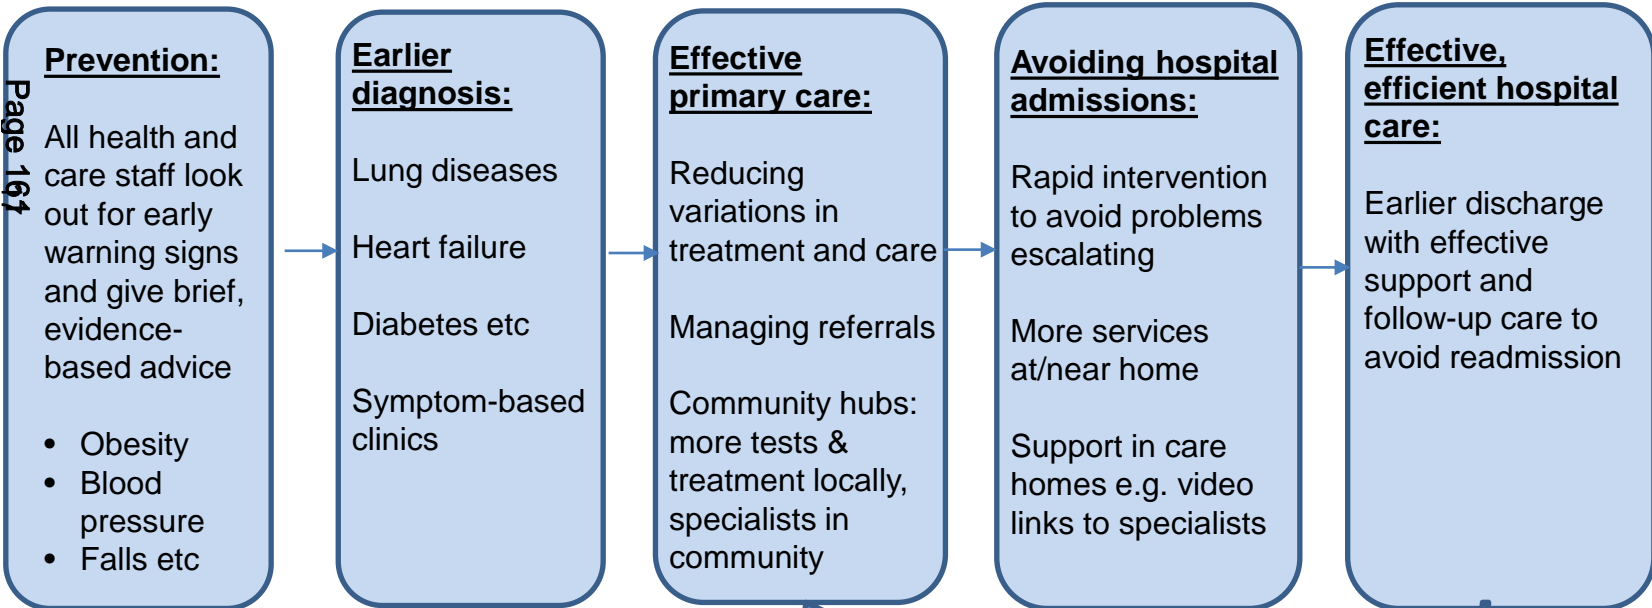 Prevention:
All health and
care staff look
out for early
warning signs
and give brief,
evidence-
based advice
• Obesity
• Blood
pressure
• Falls etc
Earlier
diagnosis:
Lung diseases
Heart failure
Diabetes etc
Symptom-based
clinics
Effective
primary care:
Reducing
variations in
treatment and care
Managing referrals
Community hubs:
more tests &
treatment locally,
specialists in
community
Avoiding hospital
admissions:
Rapid intervention
to avoid problems
escalating
More services
at/near home
Support in care
homes e.g. video
links to specialists
Effective,
efficient hospital
care:
Earlier discharge
with effective
support and
follow-up care to
avoid readmission
Page